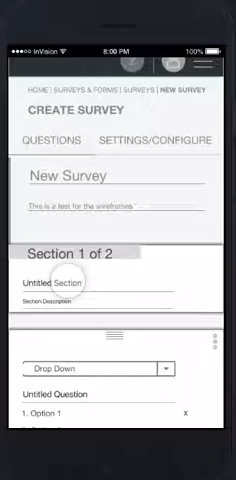 InVision 8:00 PM 100%
HOME | SURVEYS & FORMS | SURVEYS | NEW SURVEY
CREATE SURVEY
QUESTIONS SETTINGS/CONFIGURE
New Survey
This is a test for the wireframes
Section 1 of 2
Untitled Section
Section Description
Drop Down
Untitled Question
1. Option 1 x